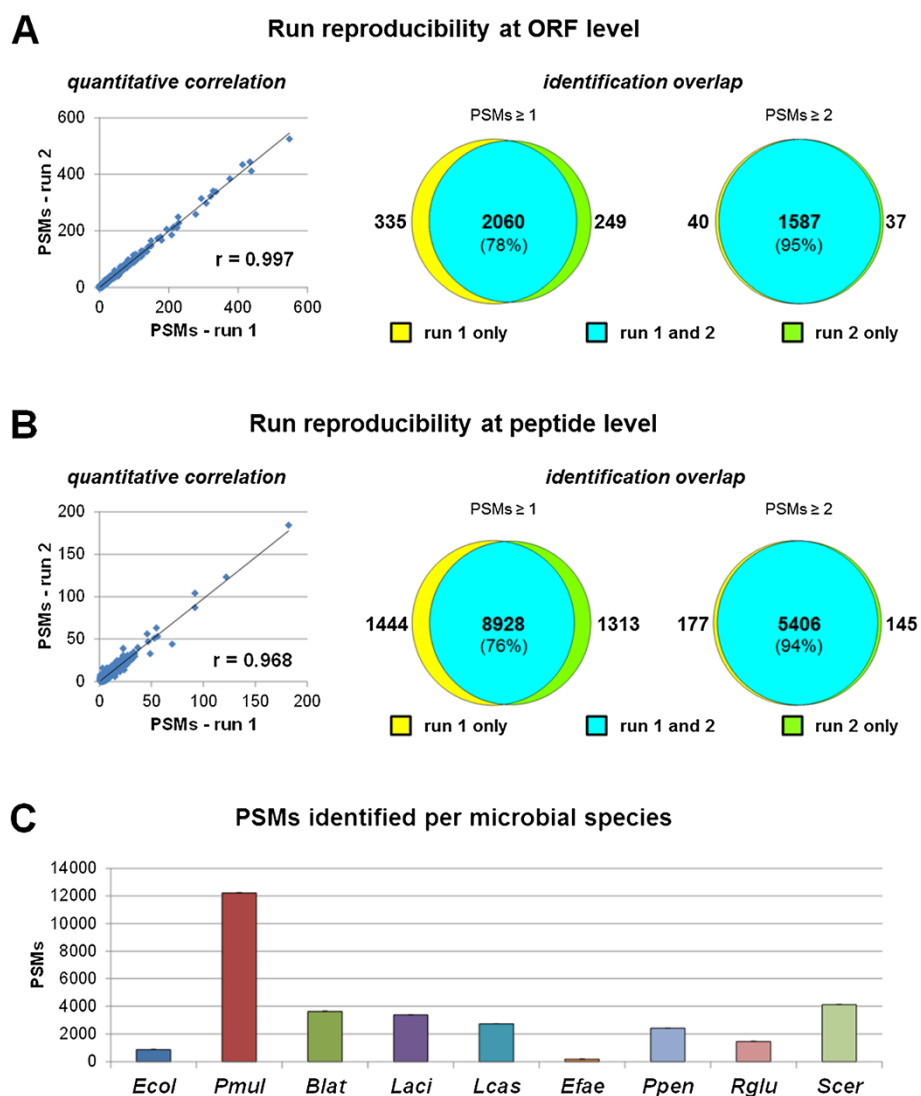 A
Run reproducibility at ORF level
quantitative correlation
identification overlap
600
400
200
0
PSMs - run 2
r = 0.997
0 200 400 600
PSMs - run 1
PSMs ≥ 1
335
2060
(78%)
249
PSMs ≥ 2
40
1587
(95%)
37
run 1 only
run 1 and 2
run 2 only
B
Run reproducibility at peptide level
quantitative correlation
identification overlap
200
150
100
50
0
PSMs - run 2
r = 0.968
0 50 100 150 200
PSMs - run 1
PSMs ≥ 1
1444
8928
(76%)
1313
PSMs ≥ 2
177
5406
(94%)
145
run 1 only
run 1 and 2
run 2 only
C
PSMs identified per microbial species
14000
12000
10000
8000
6000
4000
2000
0
PSMs
Ecol Pmul Blat Laci Lcas Efae Ppen Rglu Scer